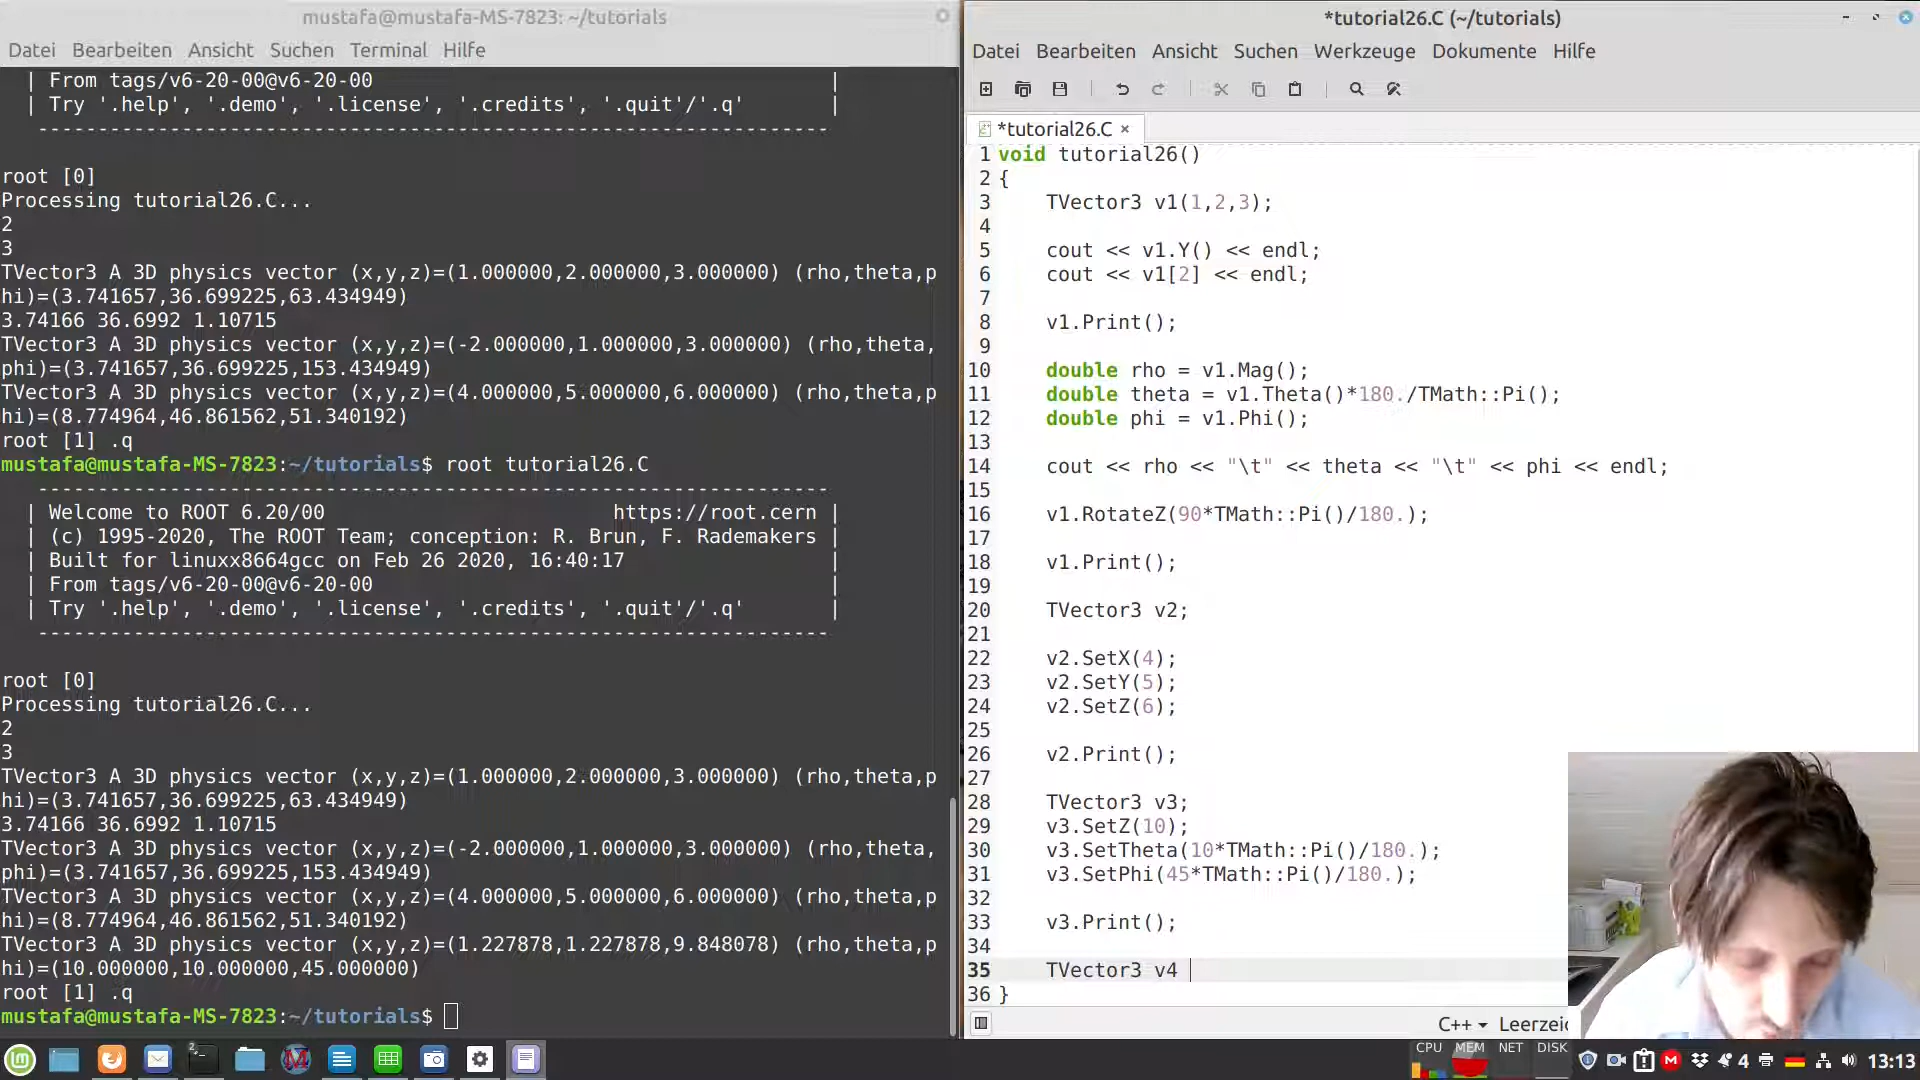 mustafa@mustafa-MS-7823: ~/tutorials
Datei Bearbeiten Ansicht Suchen Terminal Hilfe
| From tags/v6-20-00@v6-20-00 |
| Try '.help', '.demo', '.license', '.credits', '.quit'/'.q' |
------------------------------------------------------------------
root [0]
Processing tutorial26.C...
2
3
TVector3 A 3D physics vector (x,y,z)=(1.000000,2.000000,3.000000) (rho,theta,p
hi)=(3.741657,36.699225,63.434949)
3.74166 36.6992 1.10715
TVector3 A 3D physics vector (x,y,z)=(-2.000000,1.000000,3.000000) (rho,theta,
phi)=(3.741657,36.699225,153.434949)
TVector3 A 3D physics vector (x,y,z)=(4.000000,5.000000,6.000000) (rho,theta,p
hi)=(8.774964,46.861562,51.340192)
root [1] .q
mustafa@mustafa-MS-7823:~/tutorials$ root tutorial26.C
------------------------------------------------------------------
| Welcome to ROOT 6.20/00 https://root.cern |
| (c) 1995-2020, The ROOT Team; conception: R. Brun, F. Rademakers |
| Built for linuxx8664gcc on Feb 26 2020, 16:40:17 |
| From tags/v6-20-00@v6-20-00 |
| Try '.help', '.demo', '.license', '.credits', '.quit'/'.q' |
------------------------------------------------------------------
root [0]
Processing tutorial26.C...
2
3
TVector3 A 3D physics vector (x,y,z)=(1.000000,2.000000,3.000000) (rho,theta,p
hi)=(3.741657,36.699225,63.434949)
3.74166 36.6992 1.10715
TVector3 A 3D physics vector (x,y,z)=(-2.000000,1.000000,3.000000) (rho,theta,
phi)=(3.741657,36.699225,153.434949)
TVector3 A 3D physics vector (x,y,z)=(4.000000,5.000000,6.000000) (rho,theta,p
hi)=(8.774964,46.861562,51.340192)
TVector3 A 3D physics vector (x,y,z)=(1.227878,1.227878,9.848078) (rho,theta,p
hi)=(10.000000,10.000000,45.000000)
root [1] .q
mustafa@mustafa-MS-7823:~/tutorials$
*tutorial26.C (~/tutorials)
Datei Bearbeiten Ansicht Suchen Werkzeuge Dokumente Hilfe
*tutorial26.C ×
1 void tutorial26()
2 {
3 TVector3 v1(1,2,3);
4
5 cout << v1.Y() << endl;
6 cout << v1[2] << endl;
7
8 v1.Print();
9
10 double rho = v1.Mag();
11 double theta = v1.Theta()*180./TMath::Pi();
12 double phi = v1.Phi();
13
14 cout << rho << "\t" << theta << "\t" << phi << endl;
15
16 v1.RotateZ(90*TMath::Pi()/180.);
17
18 v1.Print();
19
20 TVector3 v2;
21
22 v2.SetX(4);
23 v2.SetY(5);
24 v2.SetZ(6);
25
26 v2.Print();
27
28 TVector3 v3;
29 v3.SetZ(10);
30 v3.SetTheta(10*TMath::Pi()/180.);
31 v3.SetPhi(45*TMath::Pi()/180.);
32
33 v3.Print();
34
35 TVector3 v4
36 }
C++ Leerzeic
2
CPU MEM NET DISK
4
13:13